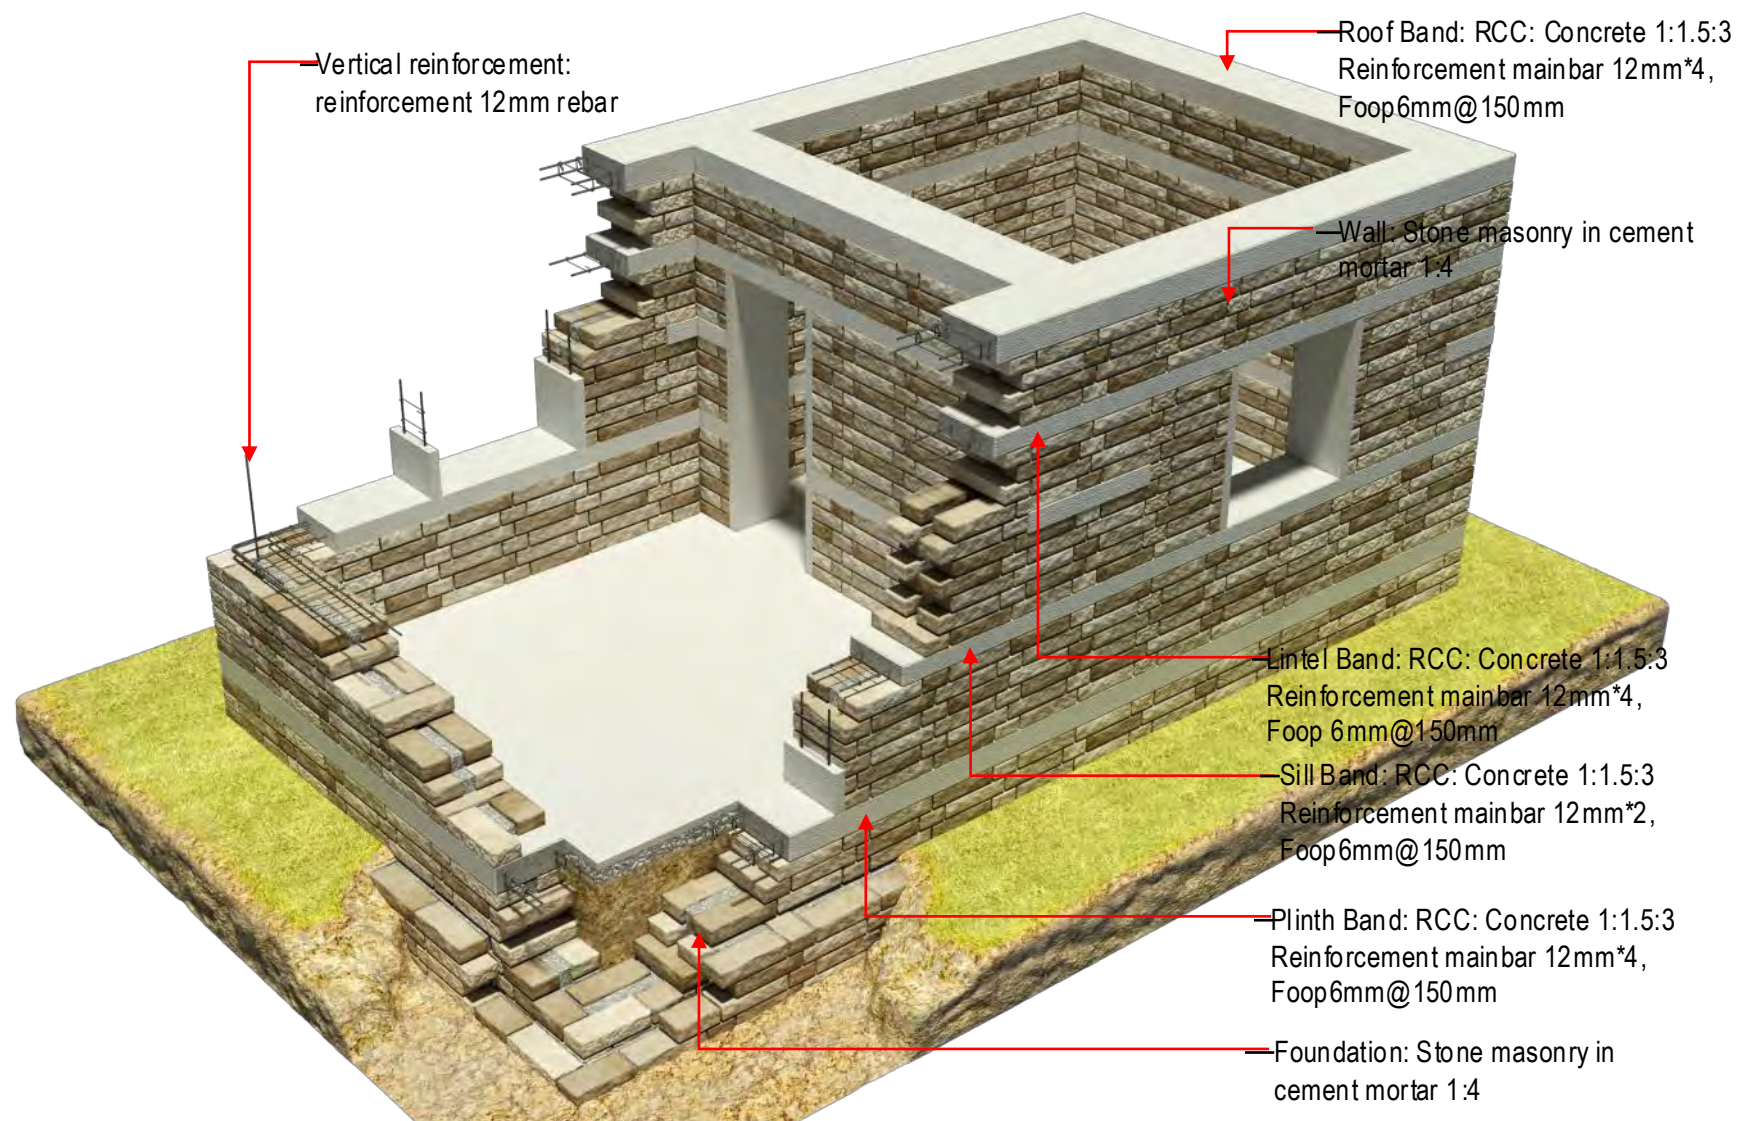 Vertical reinforcement:
reinforcement 12mm rebar
Roof Band: RCC: Concrete 1:1.5:3
Reinforcement mainbar 12mm*4,
Foop6mm@150mm
Wall: Stone masonry in cement
mortar 1:4
Lintel Band: RCC: Concrete 1:1.5:3
Reinforcement mainbar 12mm*4,
Foop 6mm@150mm
Sill Band: RCC: Concrete 1:1.5:3
Reinforcement mainbar 12mm*2,
Foop6mm@150mm
Plinth Band: RCC: Concrete 1:1.5:3
Reinforcement mainbar 12mm*4,
Foop6mm@150mm
Foundation: Stone masonry in
cement mortar 1:4